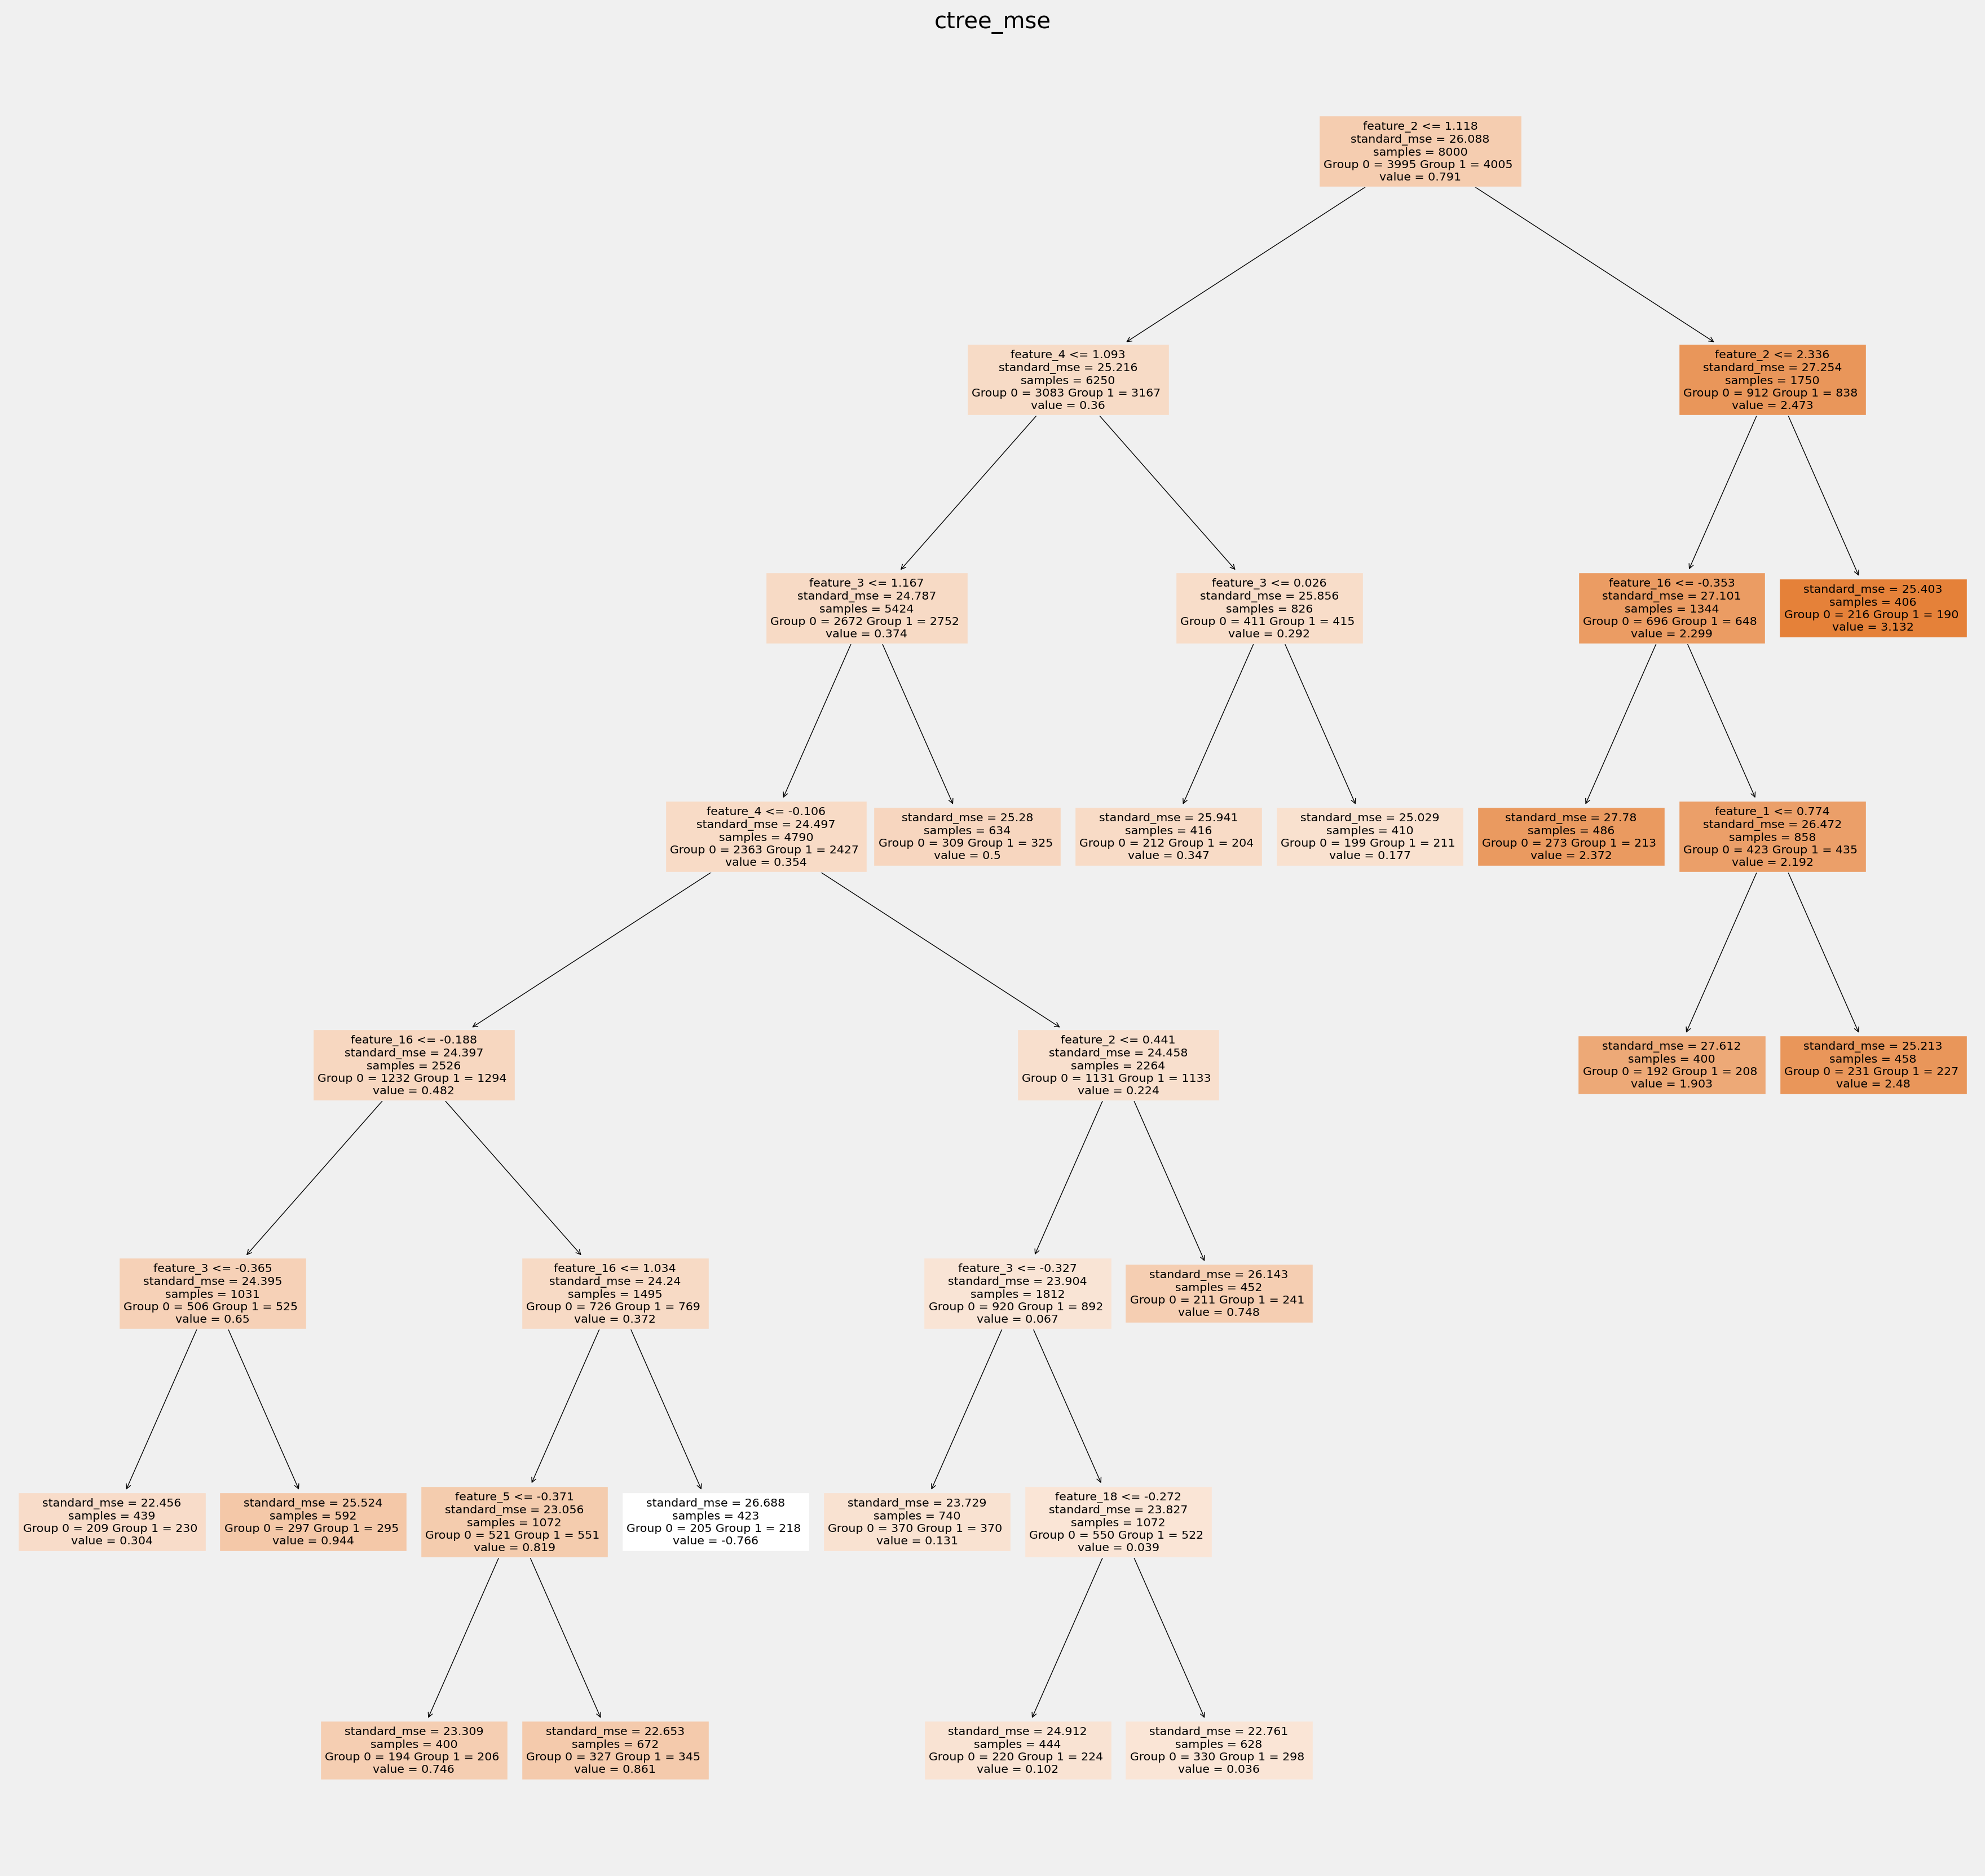 ctree_mse
feature_2 <= 1.118
standard_mse = 26.088
samples = 8000
Group 0 = 3995 Group 1 = 4005
value = 0.791
feature_4 <= 1.093
standard_mse = 25.216
samples = 6250
Group 0 = 3083 Group 1 = 3167
value = 0.36
feature_2 <= 2.336
standard_mse = 27.254
samples = 1750
Group 0 = 912 Group 1 = 838
value = 2.473
feature_3 <= 1.167
standard_mse = 24.787
samples = 5424
Group 0 = 2672 Group 1 = 2752
value = 0.374
feature_3 <= 0.026
standard_mse = 25.856
samples = 826
Group 0 = 411 Group 1 = 415
value = 0.292
feature_16 <= -0.353
standard_mse = 27.101
samples = 1344
Group 0 = 696 Group 1 = 648
value = 2.299
standard_mse = 25.403
samples = 406
Group 0 = 216 Group 1 = 190
value = 3.132
feature_4 <= -0.106
standard_mse = 24.497
samples = 4790
Group 0 = 2363 Group 1 = 2427
value = 0.354
standard_mse = 25.28
samples = 634
Group 0 = 309 Group 1 = 325
value = 0.5
standard_mse = 25.941
samples = 416
Group 0 = 212 Group 1 = 204
value = 0.347
standard_mse = 25.029
samples = 410
Group 0 = 199 Group 1 = 211
value = 0.177
standard_mse = 27.78
samples = 486
Group 0 = 273 Group 1 = 213
value = 2.372
feature_1 <= 0.774
standard_mse = 26.472
samples = 858
Group 0 = 423 Group 1 = 435
value = 2.192
feature_16 <= -0.188
standard_mse = 24.397
samples = 2526
Group 0 = 1232 Group 1 = 1294
value = 0.482
feature_2 <= 0.441
standard_mse = 24.458
samples = 2264
Group 0 = 1131 Group 1 = 1133
value = 0.224
standard_mse = 27.612
samples = 400
Group 0 = 192 Group 1 = 208
value = 1.903
standard_mse = 25.213
samples = 458
Group 0 = 231 Group 1 = 227
value = 2.48
feature_3 <= -0.365
standard_mse = 24.395
samples = 1031
Group 0 = 506 Group 1 = 525
value = 0.65
feature_16 <= 1.034
standard_mse = 24.24
samples = 1495
Group 0 = 726 Group 1 = 769
value = 0.372
feature_3 <= -0.327
standard_mse = 23.904
samples = 1812
Group 0 = 920 Group 1 = 892
value = 0.067
standard_mse = 26.143
samples = 452
Group 0 = 211 Group 1 = 241
value = 0.748
standard_mse = 22.456
samples = 439
Group 0 = 209 Group 1 = 230
value = 0.304
standard_mse = 25.524
samples = 592
Group 0 = 297 Group 1 = 295
value = 0.944
feature_5 <= -0.371
standard_mse = 23.056
samples = 1072
Group 0 = 521 Group 1 = 551
value = 0.819
standard_mse = 26.688
samples = 423
Group 0 = 205 Group 1 = 218
value = -0.766
standard_mse = 23.729
samples = 740
Group 0 = 370 Group 1 = 370
value = 0.131
feature_18 <= -0.272
standard_mse = 23.827
samples = 1072
Group 0 = 550 Group 1 = 522
value = 0.039
standard_mse = 23.309
samples = 400
Group 0 = 194 Group 1 = 206
value = 0.746
standard_mse = 22.653
samples = 672
Group 0 = 327 Group 1 = 345
value = 0.861
standard_mse = 24.912
samples = 444
Group 0 = 220 Group 1 = 224
value = 0.102
standard_mse = 22.761
samples = 628
Group 0 = 330 Group 1 = 298
value = 0.036